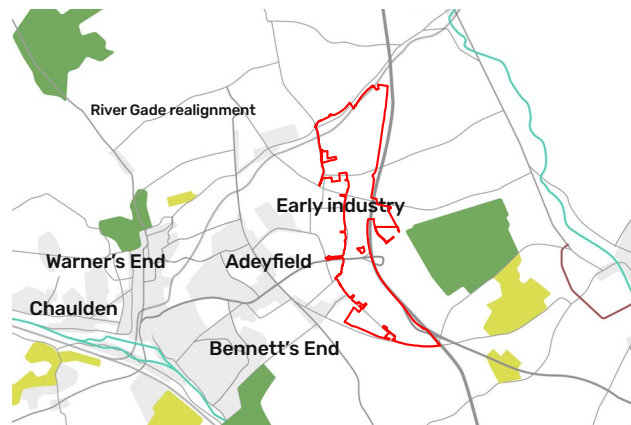 River Gade realignment
Early industry
Warner's End
Adeyfield
Chaulden
Bennett's End